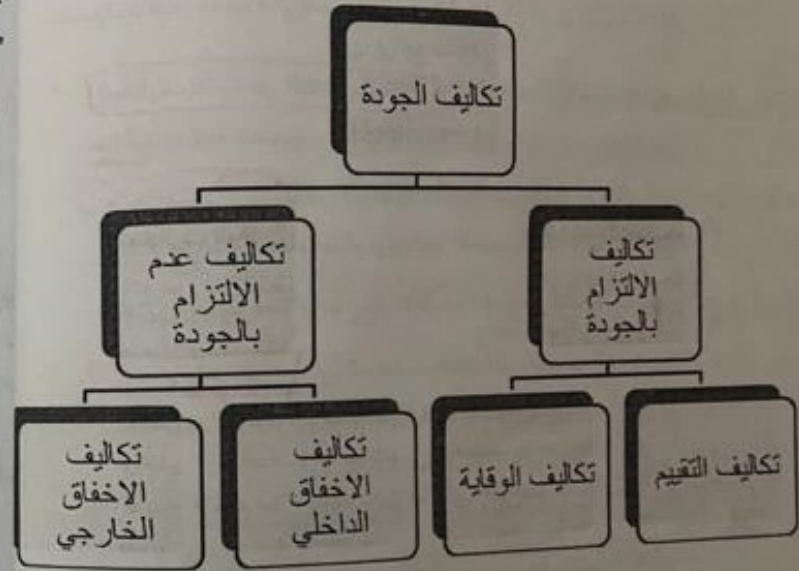 تكاليف الجودة
تكاليف
الالتزام
بالجودة
تكاليف عدم
الالتزام
بالجودة
تكاليف التقييم
تكاليف الوقاية
تكاليف
الاخفاق
الداخلي
تكاليف
الاخفاق
الخارجي